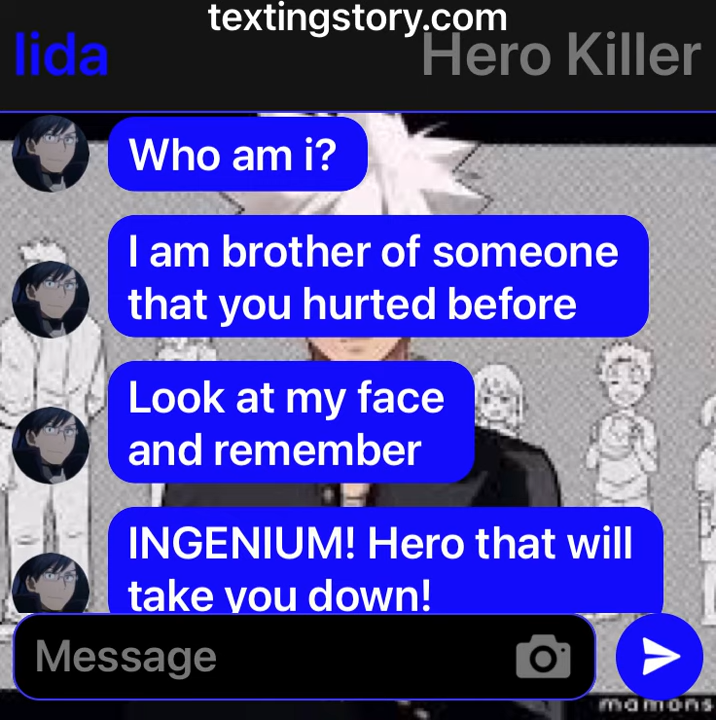 textingstory.com
Iida
Hero Killer
Who am i?
I am brother of someone
that you hurted before
Look at my face
and remember
INGENIUM! Hero that will
take you down!
Message
mamons